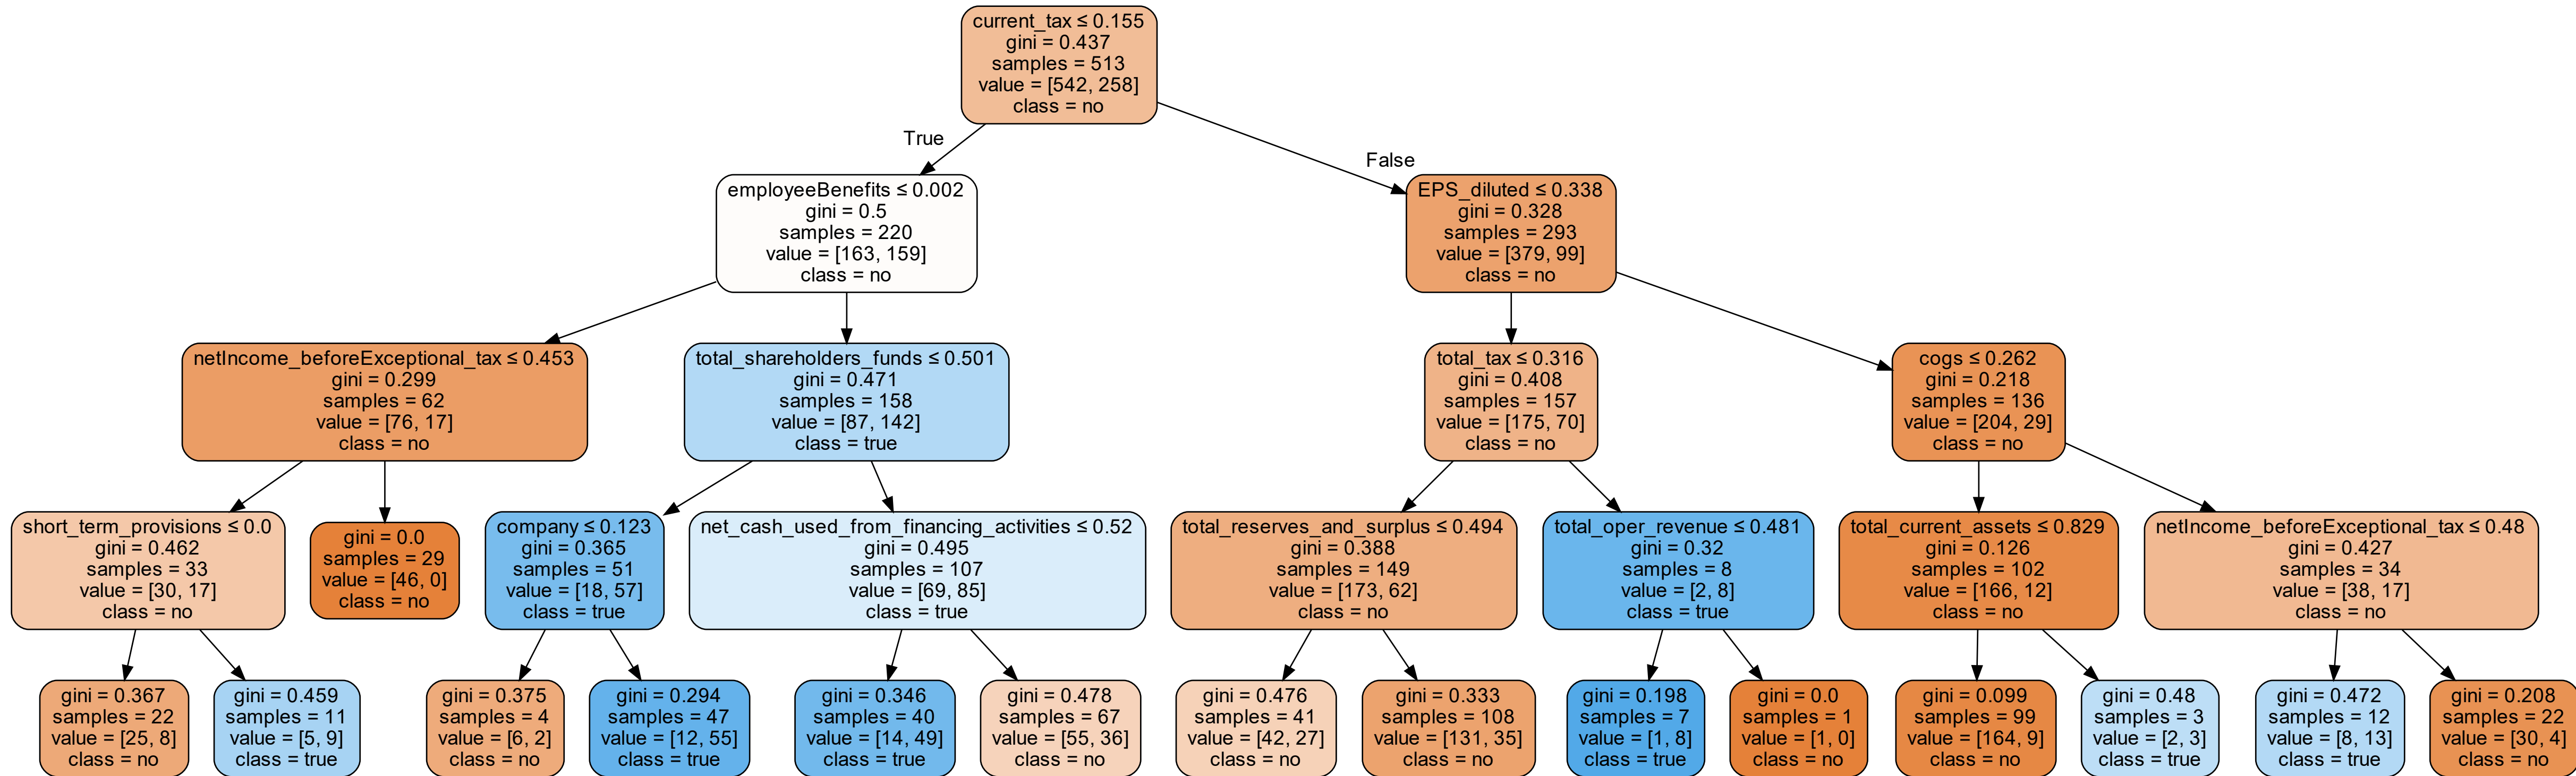 current_tax ≤ 0.155
gini = 0.437
samples = 513
value = [542, 258]
class = no
True
False
employeeBenefits ≤ 0.002
gini = 0.5
samples = 220
value = [163, 159]
class = no
EPS_diluted ≤ 0.338
gini = 0.328
samples = 293
value = [379, 99]
class = no
netIncome_beforeExceptional_tax ≤ 0.453
gini = 0.299
samples = 62
value = [76, 17]
class = no
total_shareholders_funds ≤ 0.501
gini = 0.471
samples = 158
value = [87, 142]
class = true
total_tax ≤ 0.316
gini = 0.408
samples = 157
value = [175, 70]
class = no
cogs ≤ 0.262
gini = 0.218
samples = 136
value = [204, 29]
class = no
short_term_provisions ≤ 0.0
gini = 0.462
samples = 33
value = [30, 17]
class = no
gini = 0.0
samples = 29
value = [46, 0]
class = no
company ≤ 0.123
gini = 0.365
samples = 51
value = [18, 57]
class = true
net_cash_used_from_financing_activities ≤ 0.52
gini = 0.495
samples = 107
value = [69, 85]
class = true
total_reserves_and_surplus ≤ 0.494
gini = 0.388
samples = 149
value = [173, 62]
class = no
total_oper_revenue ≤ 0.481
gini = 0.32
samples = 8
value = [2, 8]
class = true
total_current_assets ≤ 0.829
gini = 0.126
samples = 102
value = [166, 12]
class = no
netIncome_beforeExceptional_tax ≤ 0.48
gini = 0.427
samples = 34
value = [38, 17]
class = no
gini = 0.367
samples = 22
value = [25, 8]
class = no
gini = 0.459
samples = 11
value = [5, 9]
class = true
gini = 0.375
samples = 4
value = [6, 2]
class = no
gini = 0.294
samples = 47
value = [12, 55]
class = true
gini = 0.346
samples = 40
value = [14, 49]
class = true
gini = 0.478
samples = 67
value = [55, 36]
class = no
gini = 0.476
samples = 41
value = [42, 27]
class = no
gini = 0.333
samples = 108
value = [131, 35]
class = no
gini = 0.198
samples = 7
value = [1, 8]
class = true
gini = 0.0
samples = 1
value = [1, 0]
class = no
gini = 0.099
samples = 99
value = [164, 9]
class = no
gini = 0.48
samples = 3
value = [2, 3]
class = true
gini = 0.472
samples = 12
value = [8, 13]
class = true
gini = 0.208
samples = 22
value = [30, 4]
class = no